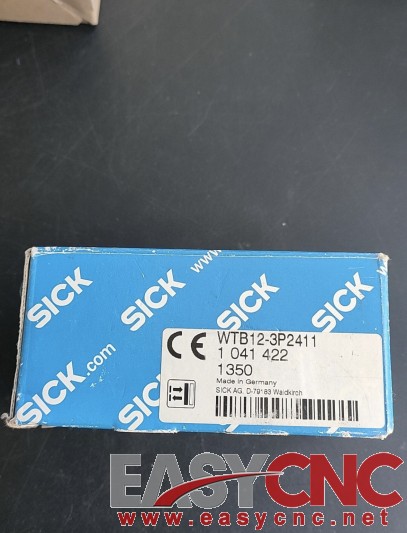 SICK
www
SICK
SICK
SICK
SICK.com
CE
WTB12-3P2411
1 041 422
1350
Made in Germany
SICK AG, D-79183 Waldkirch
EASYCNC
www.easycnc.net